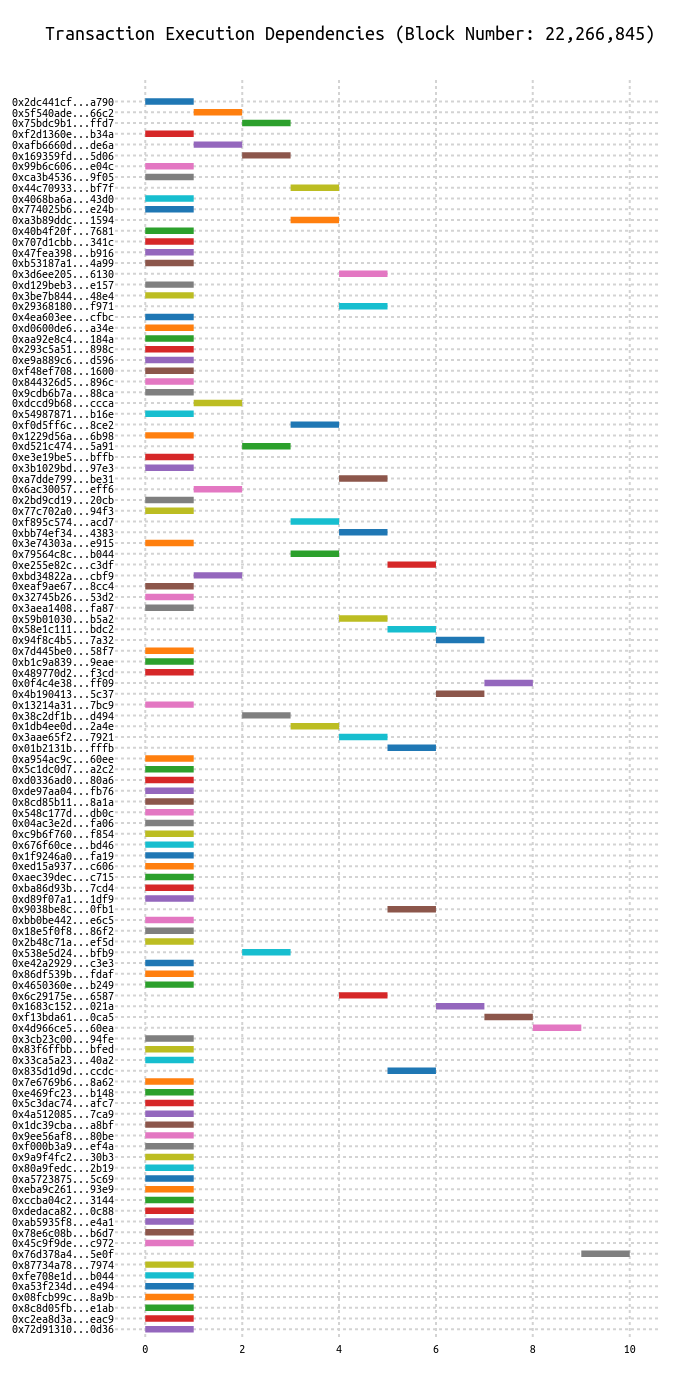 Transaction Execution Dependencies (Block Number: 22,266,845)
0x2dc441cf...a790
0x5f540ade...66c2
0x75bdc9b1...ffd7
0xf2d1360e...b34a
0xafb6660d...de6a
0x169359fd...5d06
0x99b6c606...e04c
0xca3b4536...9f05
0x44c70933...bf7f
0x4068ba6a...43d0
0x774025b6...e24b
0xa3b89ddc...1594
0x40b4f20f...7681
0x707d1cbb...341c
0x47fea398...b916
0xb53187a1...4a99
0x3d6ee205...6130
0xd129beb3...e157
0x3be7b844...48e4
0x29368180...f971
0x4ea603ee...cfbc
0xd0600de6...a34e
0xaa92e8c4...184a
0x293c5a51...898c
0xe9a889c6...d596
0xf48ef708...1600
0x844326d5...896c
0x9cdb6b7a...88ca
0xdccd9b68...ccca
0x54987871...b16e
0xf0d5ff6c...8ce2
0x1229d56a...6b98
0xd521c474...5a91
0xe3e19be5...bffb
0x3b1029bd...97e3
0xa7dde799...be31
0x6ac30057...eff6
0x2bd9cd19...20cb
0x77c702a0...94f3
0xf895c574...acd7
0xbb74ef34...4383
0x3e74303a...e915
0x79564c8c...b044
0xe255e82c...c3df
0xbd34822a...cbf9
0xeaf9ae67...8cc4
0x32745b26...53d2
0x3aea1408...fa87
0x59b01030...b5a2
0x58e1c111...bdc2
0x94f8c4b5...7a32
0x7d445be0...58f7
0xb1c9a839...9eae
0x489770d2...f3cd
0x0f4c4e38...ff09
0x4b190413...5c37
0x13214a31...7bc9
0x38c2df1b...d494
0x1db4ee0d...2a4e
0x3aae65f2...7921
0x01b2131b...fffb
0xa954ac9c...60ee
0x5c1dc0d7...a2c2
0xd0336ad0...80a6
0xde97aa04...fb76
0x8cd85b11...8a1a
0x548c177d...db0c
0x04ac3e2d...fa06
0xc9b6f760...f854
0x676f60ce...bd46
0x1f9246a0...fa19
0xed15a937...c606
0xaec39dec...c715
0xba86d93b...7cd4
0xd89f07a1...1df9
0x9038be8c...0fb1
0xbb0be442...e6c5
0x18e5f0f8...86f2
0x2b48c71a...ef5d
0x538e5d24...bfb9
0xe42a2929...c3e3
0x86df539b...fdaf
0x4650360e...b249
0x6c29175e...6587
0x1683c152...021a
0xf13bda61...0ca5
0x4d966ce5...60ea
0x3cb23c00...94fe
0x83f6ffbb...bfed
0x33ca5a23...40a2
0x835d1d9d...ccdc
0x7e6769b6...8a62
0xe469fc23...b148
0x5c3dac74...afc7
0x4a512085...7ca9
0x1dc39cba...a8bf
0x9ee56af8...80be
0xf000b3a9...ef4a
0x9a9f4fc2...30b3
0x80a9fedc...2b19
0xa5723875...5c69
0xeba9c261...93e9
0xccba04c2...3144
0xdedaca82...0c88
0xab5935f8...e4a1
0x78e6c08b...b6d7
0x45c9f9de...c972
0x76d378a4...5e0f
0x87734a78...7974
0xfe708e1d...b044
0xa53f234d...e494
0x08fcb99c...8a9b
0x8c8d05fb...e1ab
0xc2ea8d3a...eac9
0x72d91310...0d36
0 2 4 6 8 10